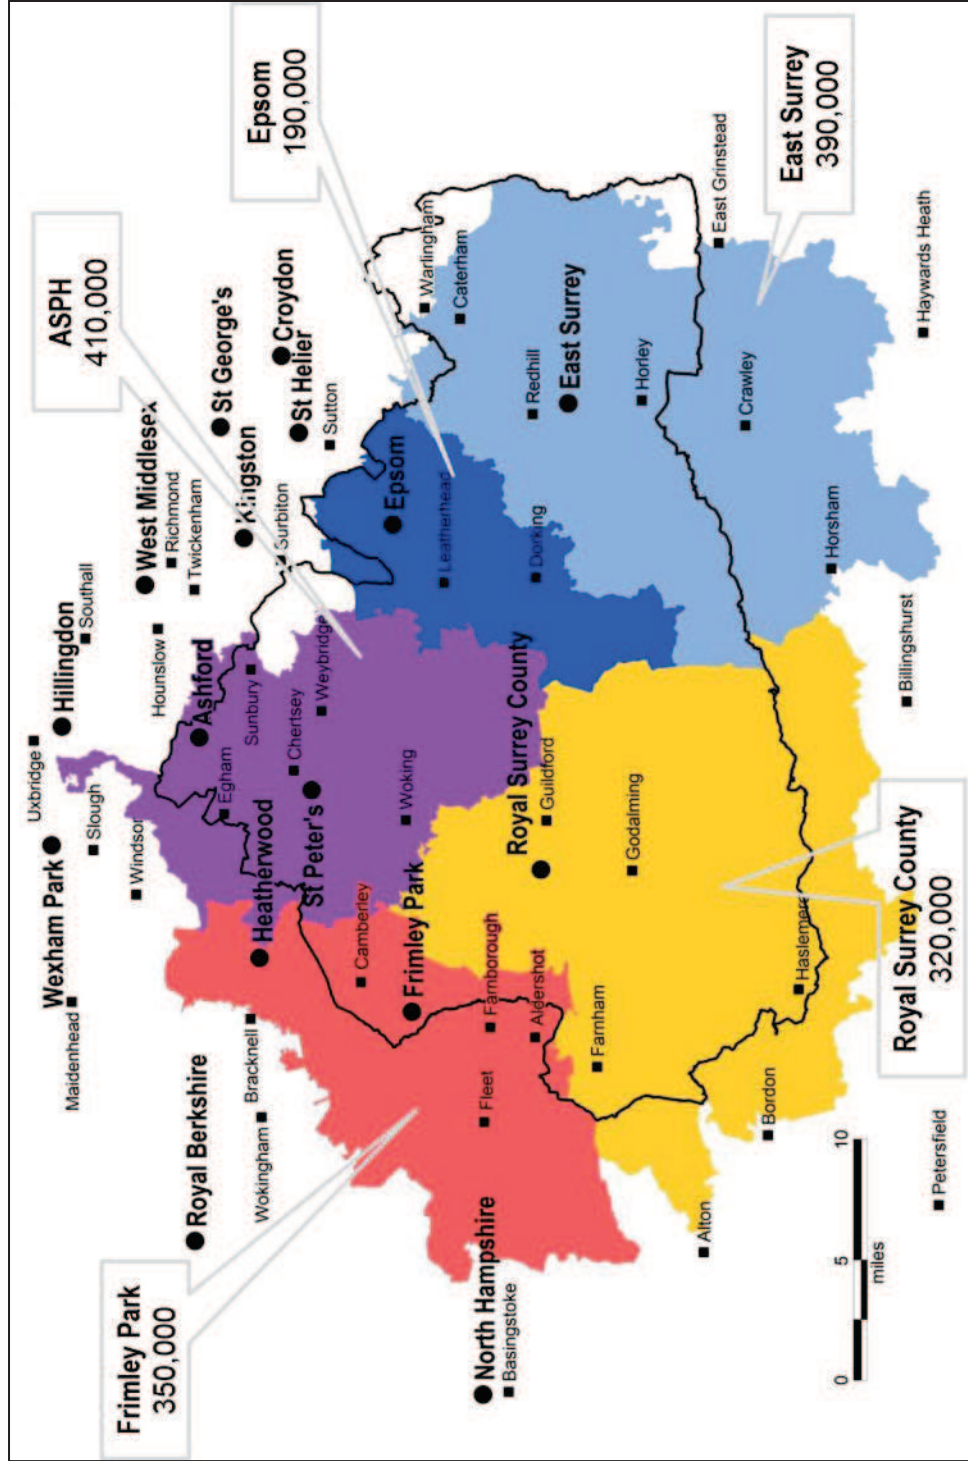 Wexham Park
Uxbridge
Hillingdon
Slough
Southall
Maidenhead
Windsor
Hounslow
West Middlesex
Richmond
Twickenham
ASPH
410,000
Royal Berkshire
Ashford
Kingston
St George's
Epsom
190,000
Frimley Park
350,000
Bracknell
Wokingham
Heatherwood
Egham
Sunbury
Surbiton
St Helier
Croydon
Sutton
Chertsey
St Peter's
Weybridge
Camberley
Woking
Frimley Park
Epsom
Leatherhead
Warlingham
Caterham
North Hampshire
Basingstoke
Fleet
Farnborough
Aldershot
Royal Surrey County
Guildford
Dorking
Redhill
East Surrey
Farnham
Godalming
Horley
Alton
Bordon
Haslemere
Crawley
East Grinstead
East Surrey
390,000
Horsham
0
5
10
miles
Royal Surrey County
320,000
Billingshurst
Haywards Heath
Petersfield